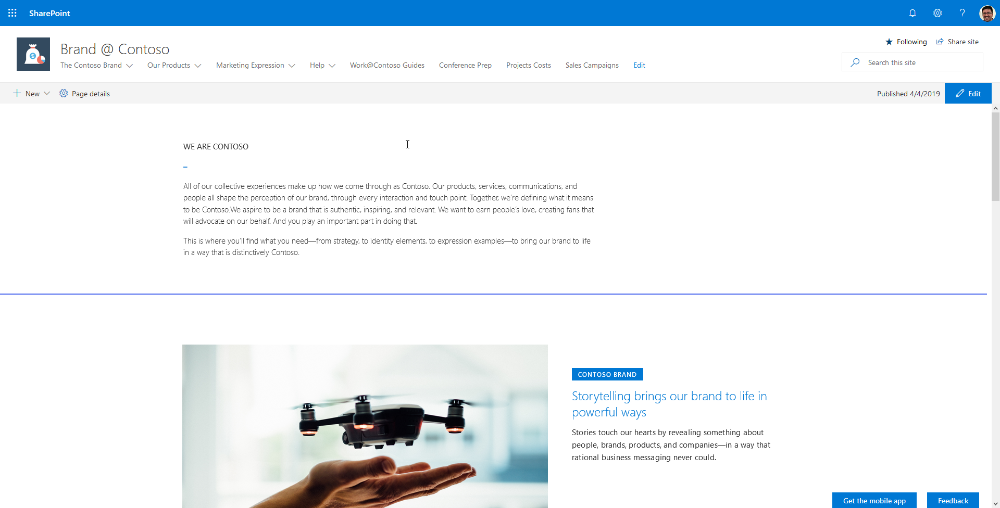 SharePoint
Following
Share site
Brand @ Contoso
The Contoso Brand
Our Products
Marketing Expression
Help
Work@Contoso Guides
Conference Prep
Projects Costs
Sales Campaigns
Edit
Search this site
New
Page details
Published 4/4/2019
Edit
WE ARE CONTOSO
All of our collective experiences make up how we come through as Contoso. Our products, services, communications, and
people all shape the perception of our brand, through every interaction and touch point. Together, we're defining what it means
to be Contoso.We aspire to be a brand that is authentic, inspiring, and relevant. We want to earn people's love, creating fans that
will advocate on our behalf. And you play an important part in doing that.
This is where you'll find what you need—from strategy, to identity elements, to expression examples—to bring our brand to life
in a way that is distinctively Contoso.
CONTOSO BRAND
Storytelling brings our brand to life in
powerful ways
Stories touch our hearts by revealing something about
people, brands, products, and companies—in a way that
rational business messaging never could.
Get the mobile app
Feedback